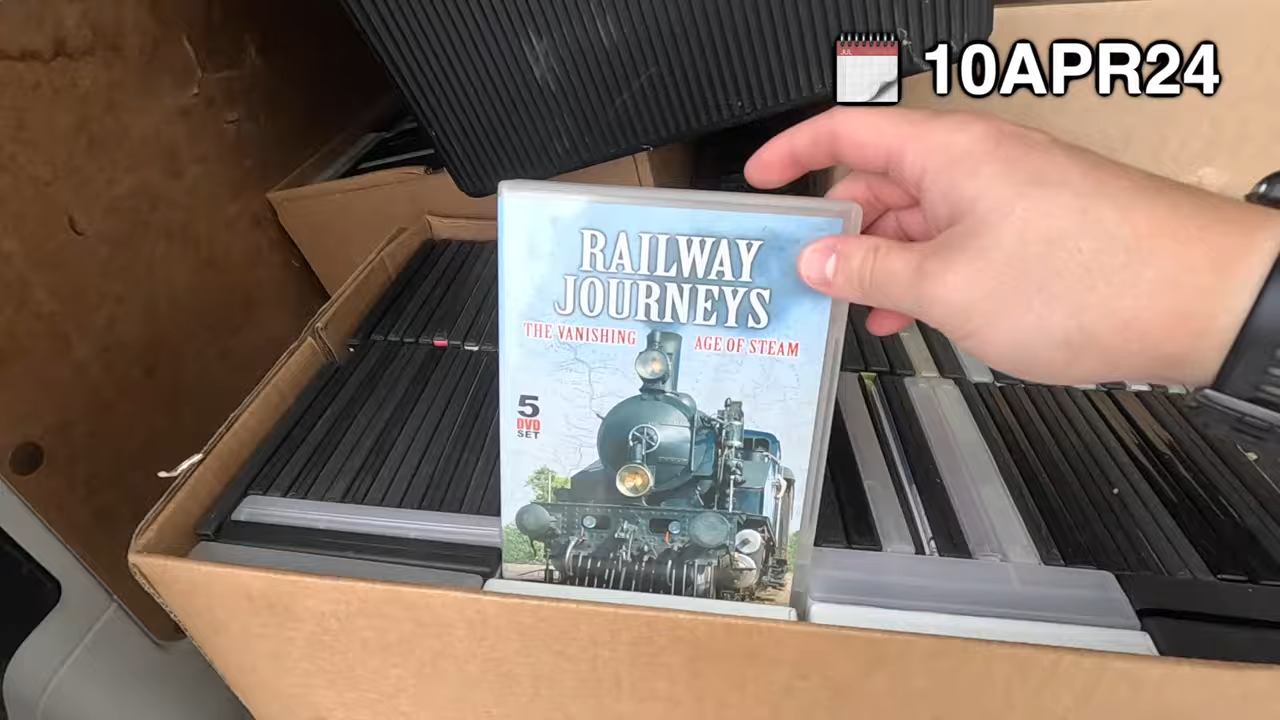 10APR24
RAILWAY
JOURNEYS
THE VANISHING AGE OF STEAM
5
DVD
SET